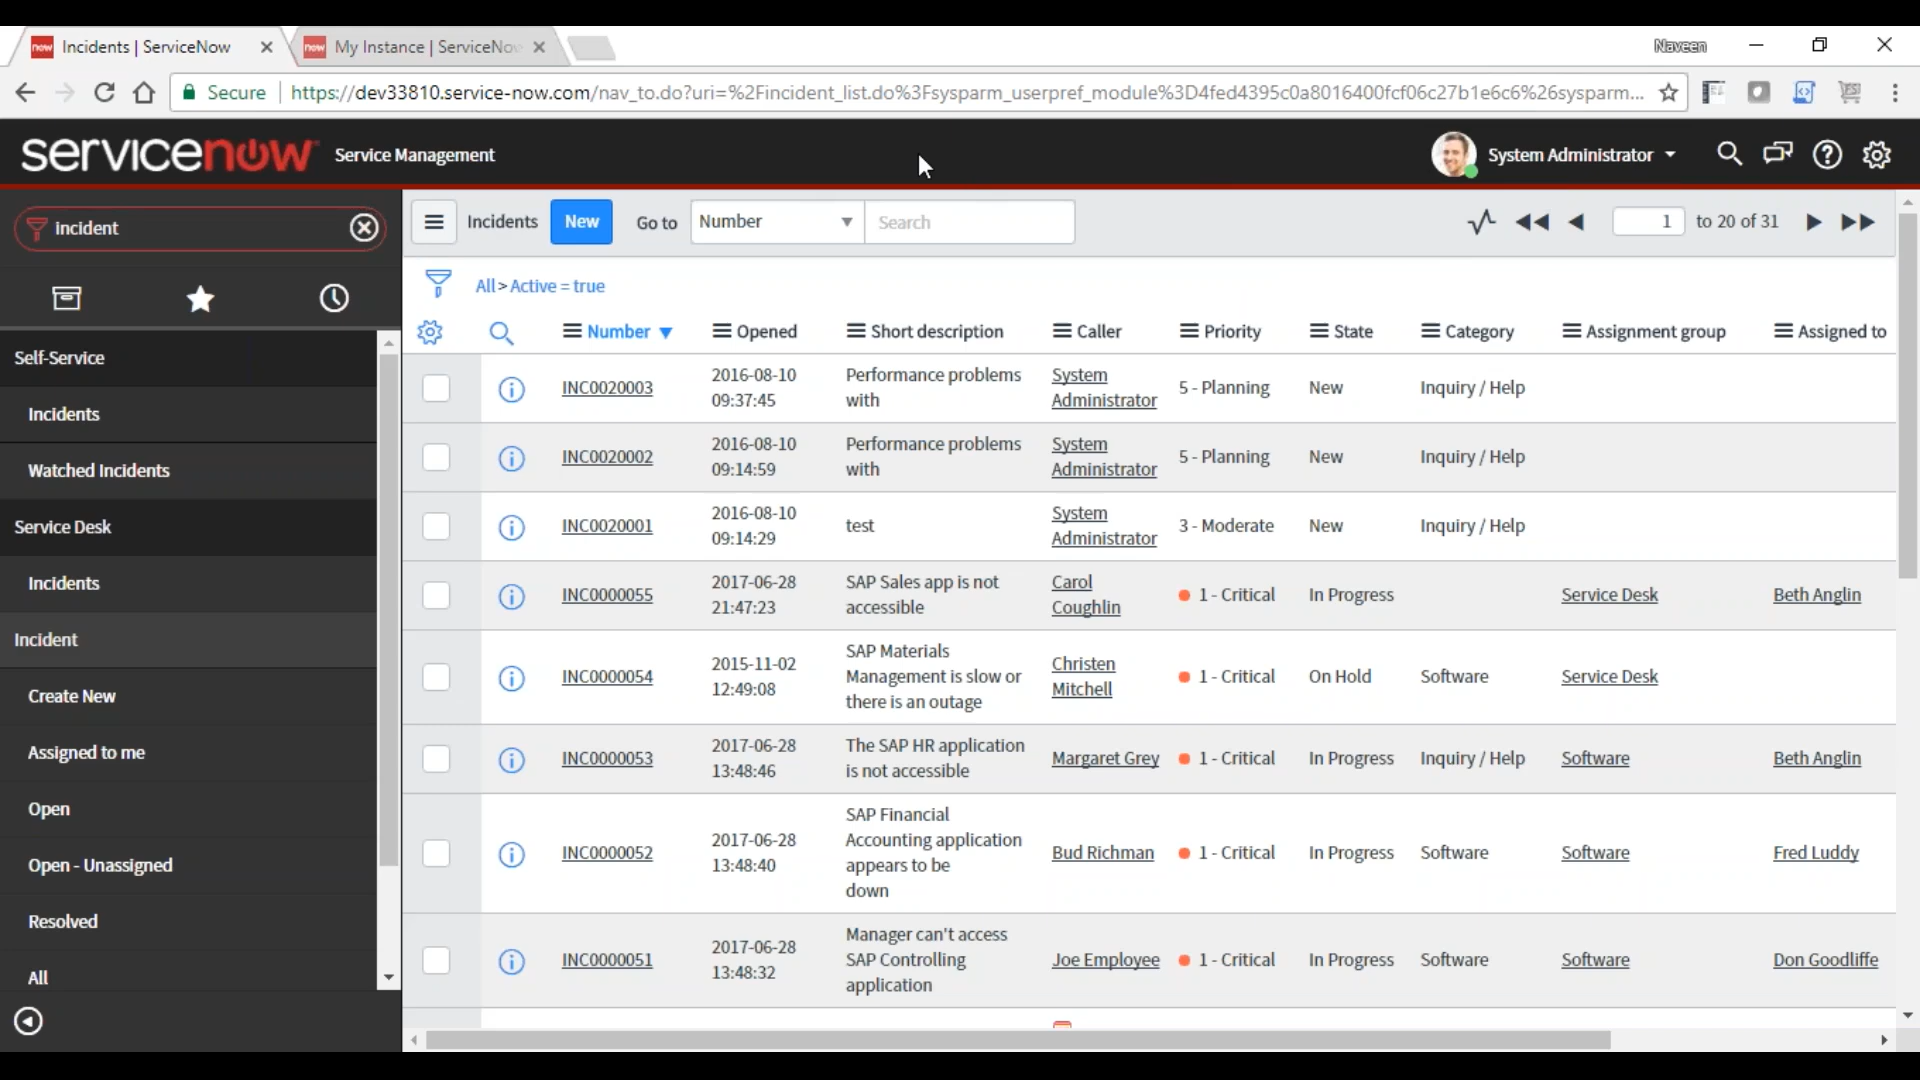 Incidents | ServiceNow
My Instance | ServiceNow
Naveen
Secure
https://dev33810.service-now.com/nav_to.do?uri=%2Fincident_list.do%3Fsysparm_userpref_module%3D4fed4395c0a8016400fcf06c27b1e6c6%26sysparm...
servicenow
Service Management
System Administrator
incident
Incidents
New
Go to
Number
Search
1
to 20 of 31
All > Active = true
Number
Opened
Short description
Caller
Priority
State
Category
Assignment group
Assigned to
Self-Service
Incidents
Watched Incidents
Service Desk
Incidents
Incident
Create New
Assigned to me
Open
Open - Unassigned
Resolved
All
INC0020003
2016-08-10
09:37:45
Performance problems
with
System
Administrator
5 - Planning
New
Inquiry / Help
INC0020002
2016-08-10
09:14:59
Performance problems
with
System
Administrator
5 - Planning
New
Inquiry / Help
INC0020001
2016-08-10
09:14:29
test
System
Administrator
3 - Moderate
New
Inquiry / Help
INC0000055
2017-06-28
21:47:23
SAP Sales app is not
accessible
Carol
Coughlin
1 - Critical
In Progress
Service Desk
Beth Anglin
INC0000054
2015-11-02
12:49:08
SAP Materials
Management is slow or
there is an outage
Christen
Mitchell
1 - Critical
On Hold
Software
Service Desk
INC0000053
2017-06-28
13:48:46
The SAP HR application
is not accessible
Margaret Grey
1 - Critical
In Progress
Inquiry / Help
Software
Beth Anglin
INC0000052
2017-06-28
13:48:40
SAP Financial
Accounting application
appears to be
down
Bud Richman
1 - Critical
In Progress
Software
Software
Fred Luddy
INC0000051
2017-06-28
13:48:32
Manager can't access
SAP Controlling
application
Joe Employee
1 - Critical
In Progress
Software
Software
Don Goodliffe